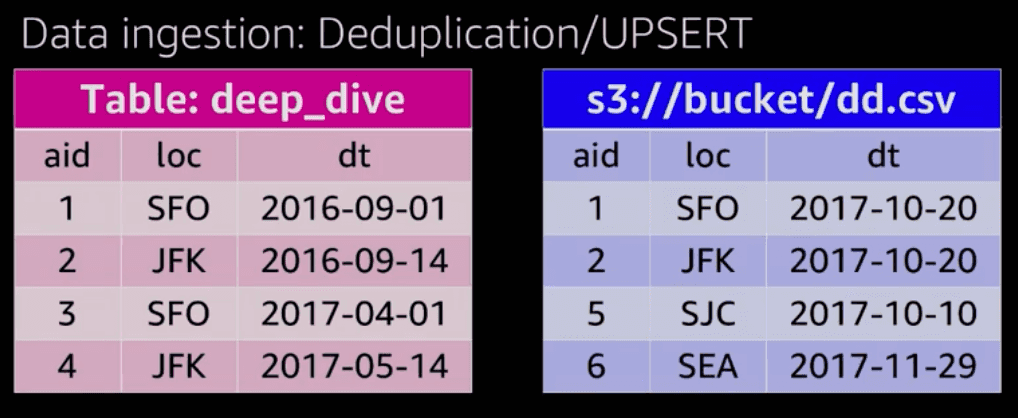 Data ingestion: Deduplication/UPSERT
Table: deep_dive
aid loc dt
1 SFO 2016-09-01
2 JFK 2016-09-14
3 SFO 2017-04-01
4 JFK 2017-05-14
s3://bucket/dd.csv
aid loc dt
1 SFO 2017-10-20
2 JFK 2017-10-20
5 SJC 2017-10-10
6 SEA 2017-11-29